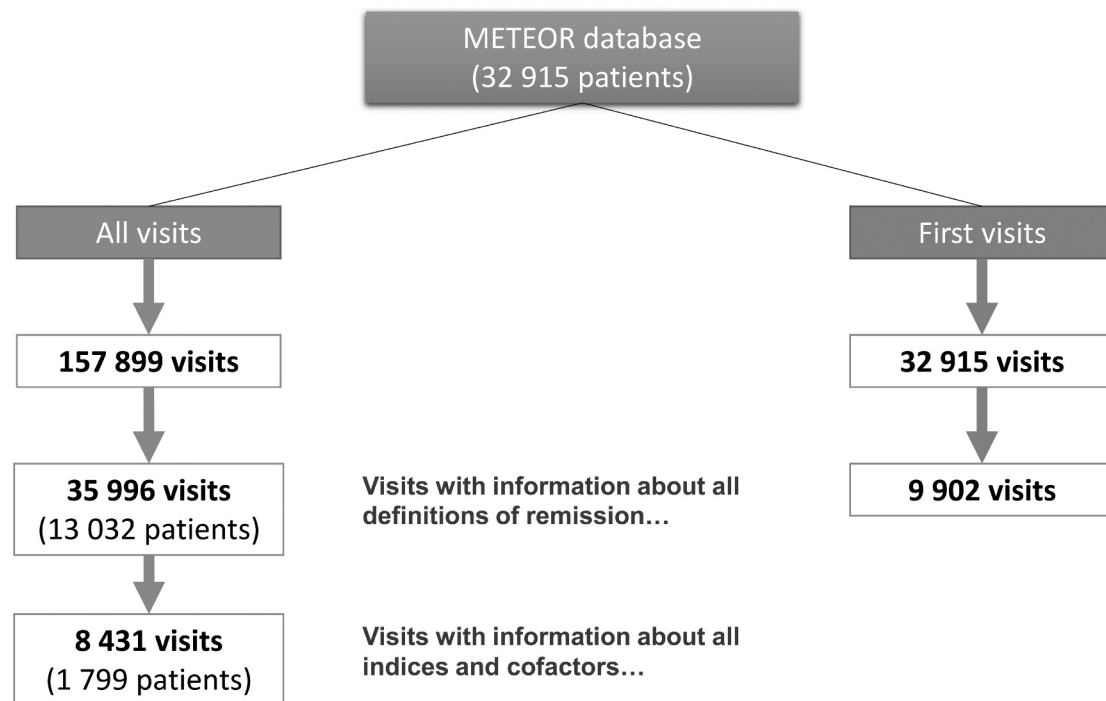 METEOR database
(32 915 patients)
All visits
First visits
157 899 visits
32 915 visits
35 996 visits
(13 032 patients)
Visits with information about all
definitions of remission…
9 902 visits
8 431 visits
(1 799 patients)
Visits with information about all
indices and cofactors…